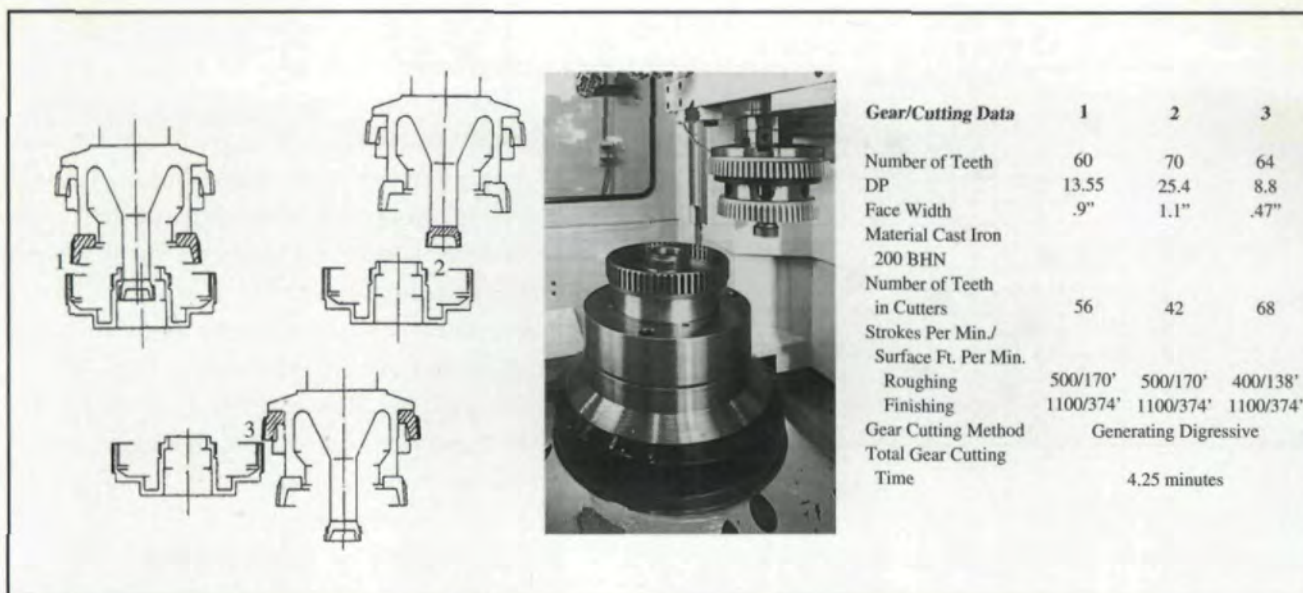 1
2
3
Gear/Cutting Data 1 2 3
Number of Teeth 60 70 64
DP 13.55 25.4 8.8
Face Width .9” 1.1” .47”
Material Cast Iron
200 BHN
Number of Teeth
in Cutters 56 42 68
Strokes Per Min./
Surface Ft. Per Min.
Roughing 500/170’ 500/170’ 400/138’
Finishing 1100/374’ 1100/374’ 1100/374’
Gear Cutting Method Generating Digressive
Total Gear Cutting
Time 4.25 minutes